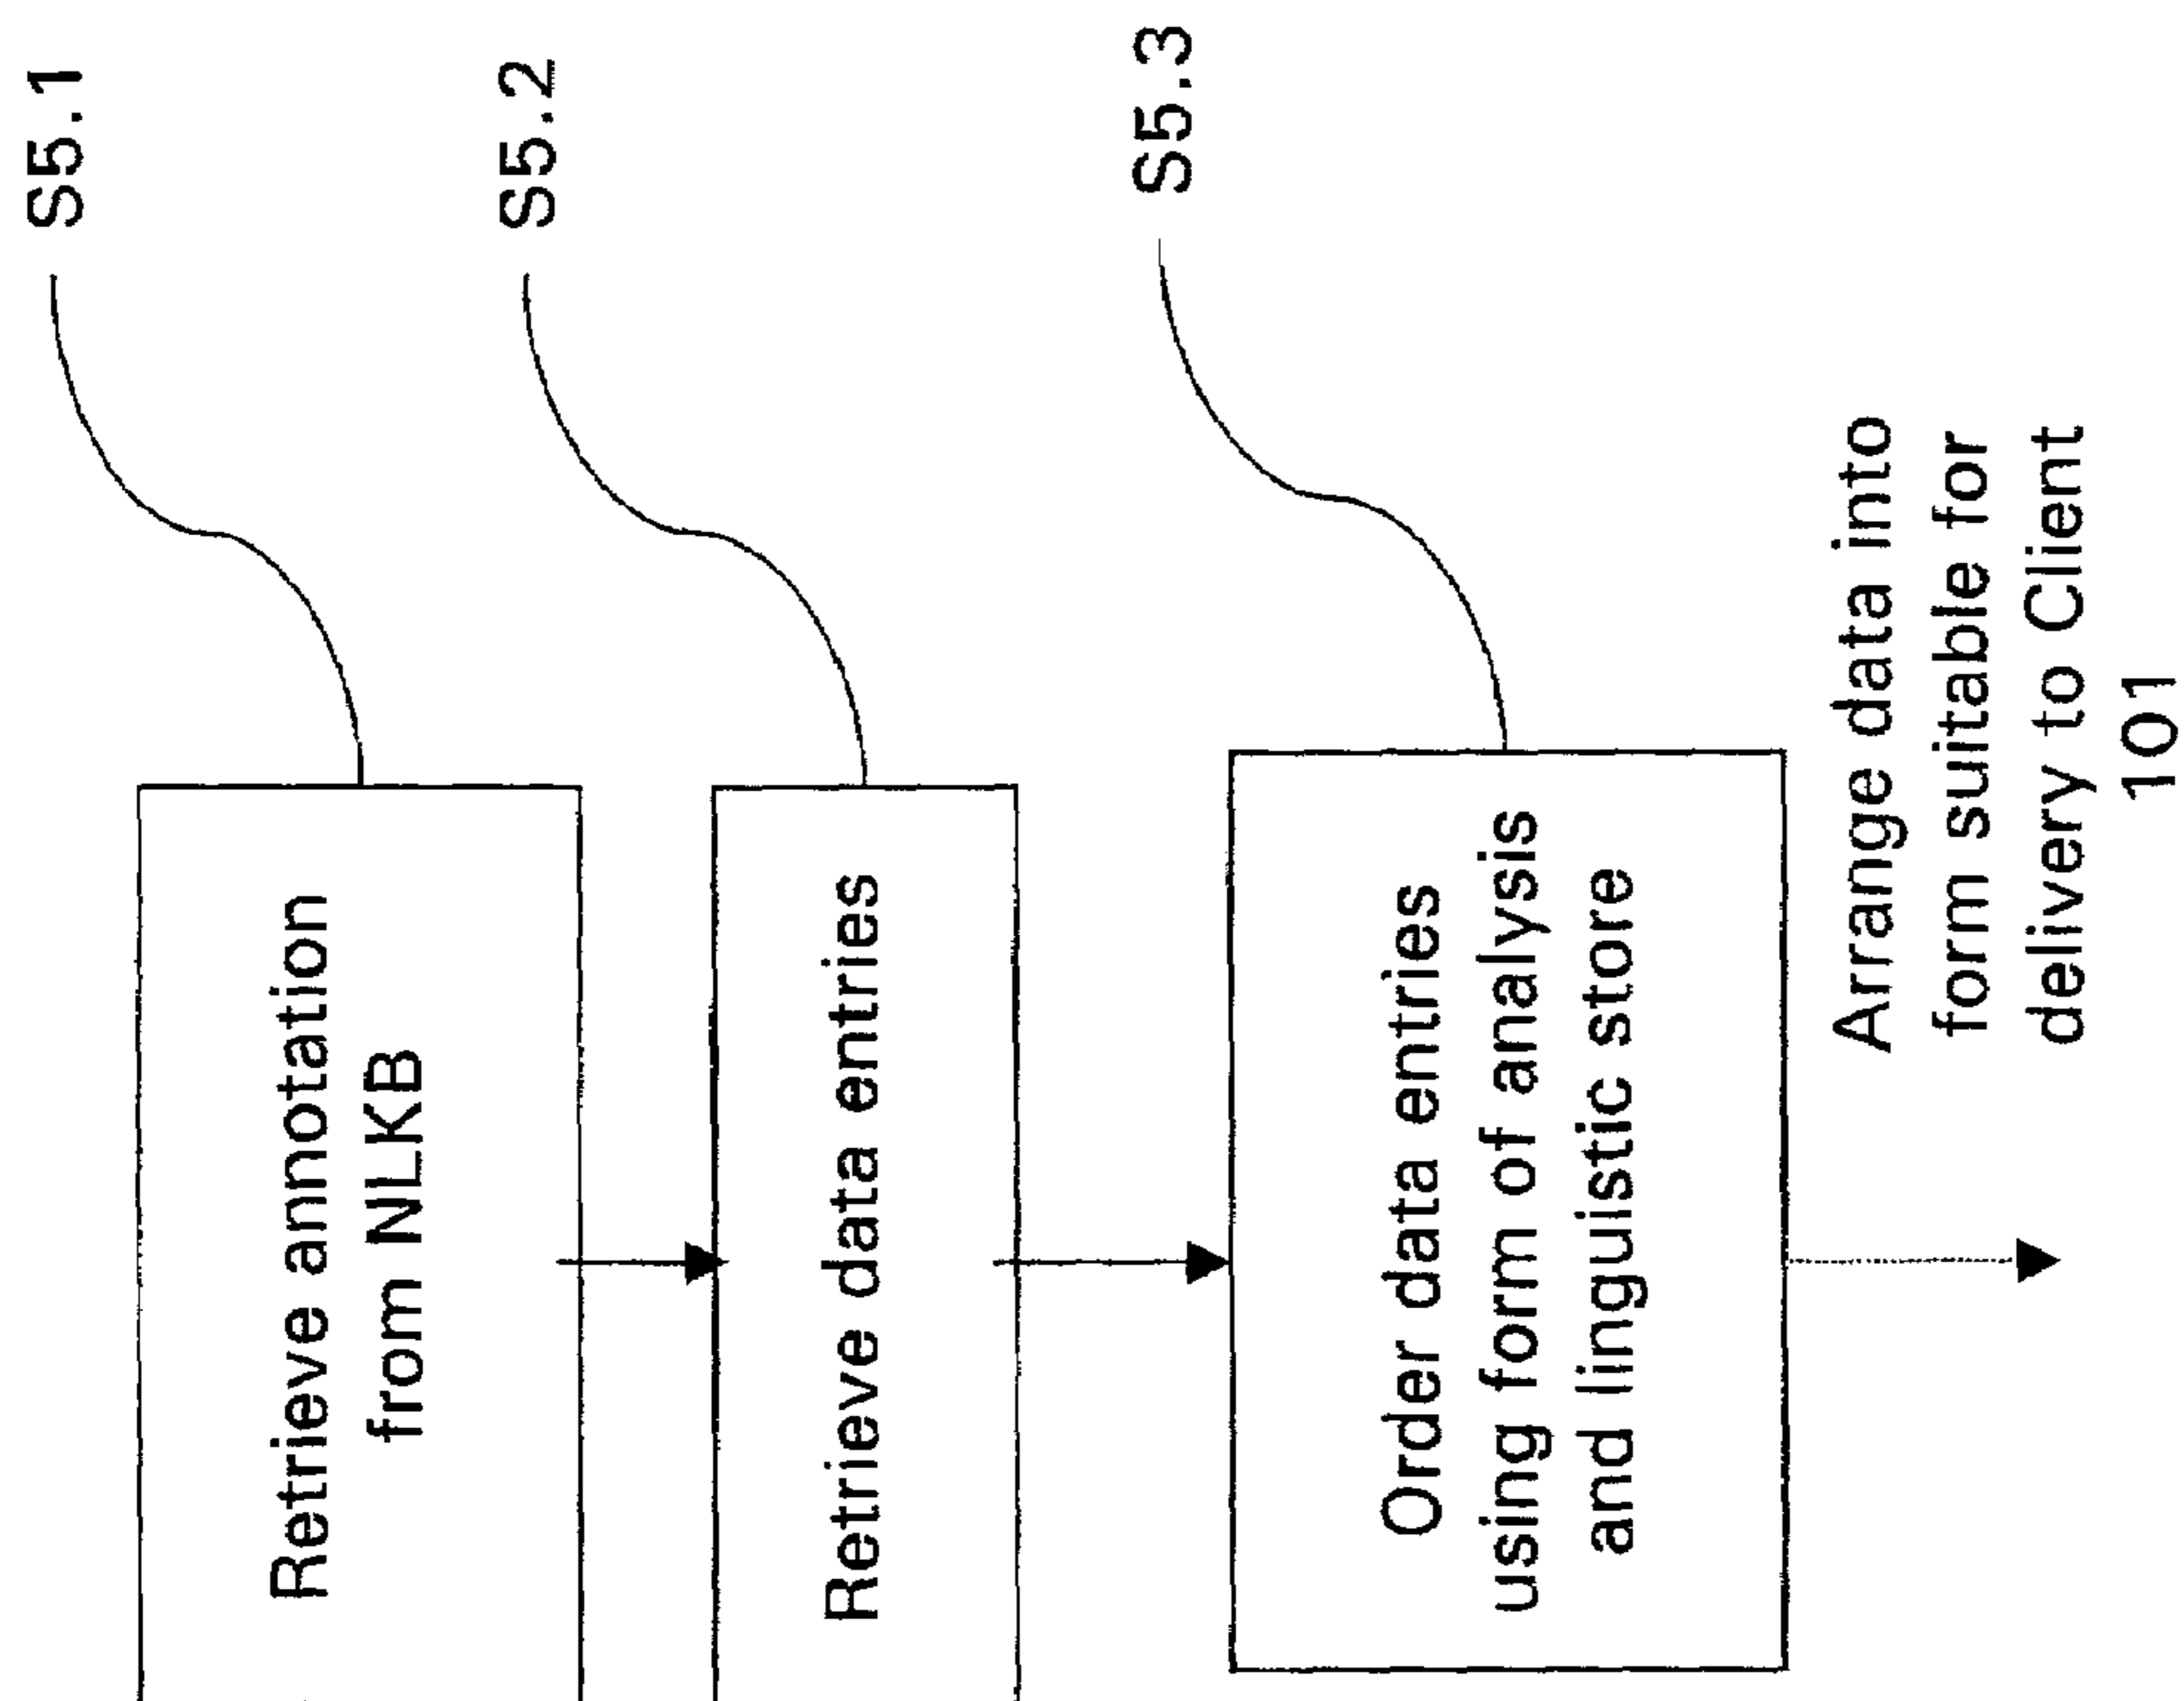 S5.1
Retrieve annotation
from NLKB
S5.2
Retrieve data entries
S5.3
Order data entries
using form of analysis
and linguistic store
Arrange data into
form suitable for
delivery to Client
101